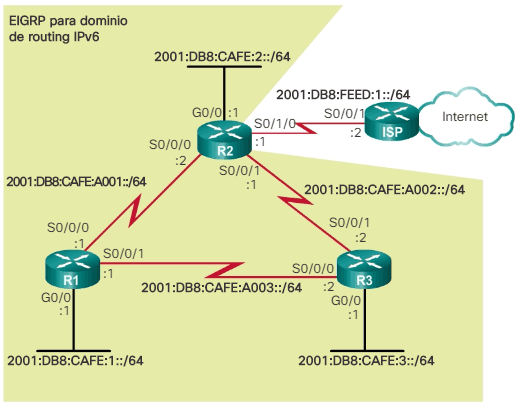 EIGRP para dominio
de routing IPv6
2001:DB8:CAFE:2::/64
2001:DB8:FEED:1::/64
G0/0 :1
S0/0/1
Internet
S0/1/0
ISP
:2
:1
R2
S0/0/0
:2
S0/0/1
:1
2001:DB8:CAFE:A001::/64
2001:DB8:CAFE:A002::/64
S0/0/0
:1
S0/0/1
:2
S0/0/1
:1
R1
S0/0/0
:2
R3
2001:DB8:CAFE:A003::/64
G0/0
:1
G0/0
:1
2001:DB8:CAFE:1::/64
2001:DB8:CAFE:3::/64